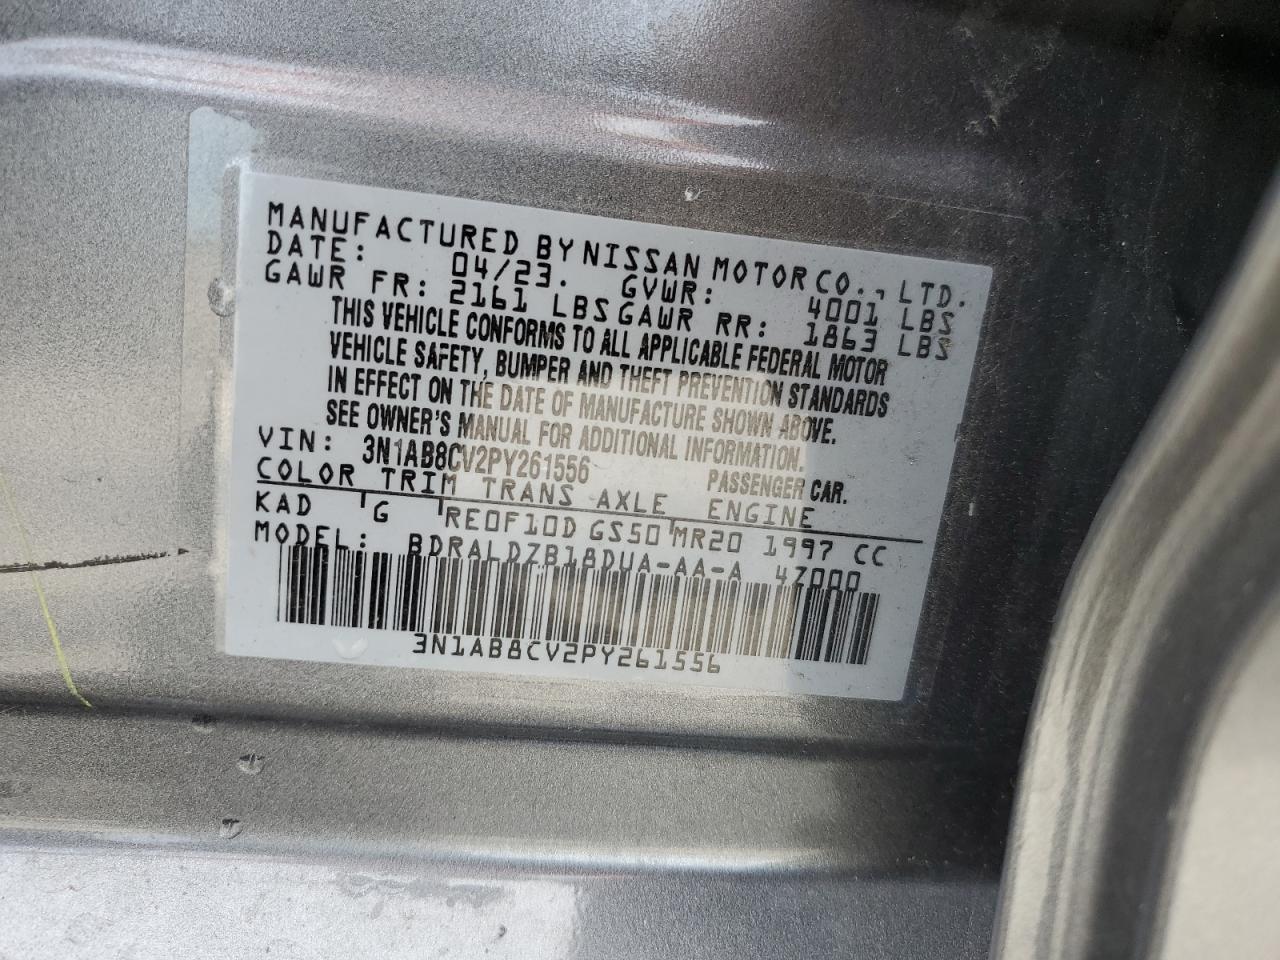 MANUFACTURED BY NISSAN MOTOR CO., LTD.
DATE: 04/23. GVWR: 4001 LBS
GAWR FR: 2161 LBS GAWR RR: 1863 LBS
THIS VEHICLE CONFORMS TO ALL APPLICABLE FEDERAL MOTOR
VEHICLE SAFETY, BUMPER AND THEFT PREVENTION STANDARDS
IN EFFECT ON THE DATE OF MANUFACTURE SHOWN ABOVE.
SEE OWNER'S MANUAL FOR ADDITIONAL INFORMATION.
VIN: 3N1AB8CV2PY261556 PASSENGER CAR.
COLOR TRIM TRANS AXLE ENGINE
KAD G RE0F10D GS50 MR20 1997 CC
MODEL: BDRALDZB18DUA-AA-A 47000
3N1AB8CV2PY261556